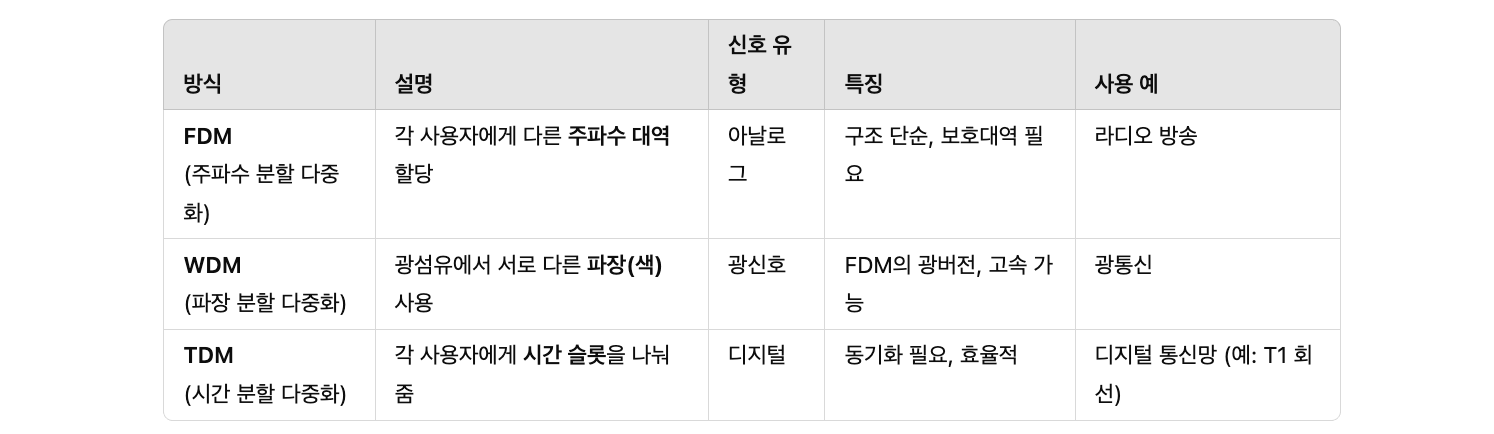 방식
설명
신호 유
형
특징
사용 예
FDM
(주파수 분할 다중
화)
각 사용자에게 다른 주파수 대역
할당
아날로
그
구조 단순, 보호대역 필
요
라디오 방송
WDM
(파장 분할 다중화)
광섬유에서 서로 다른 파장(색)
사용
광신호
FDM의 광버전, 고속 가
능
광통신
TDM
(시간 분할 다중화)
각 사용자에게 시간 슬롯을 나눠
줌
디지털
동기화 필요, 효율적
디지털 통신망 (예: T1 회
선)